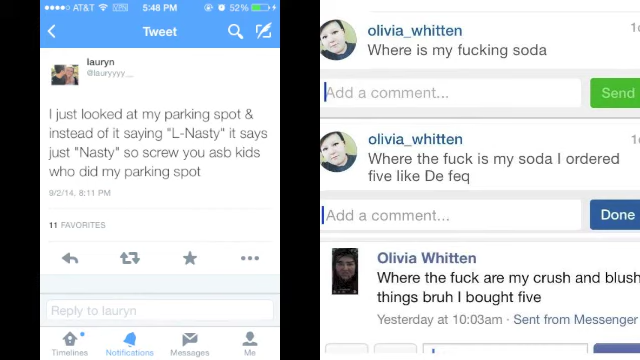 AT&T
5:48 PM
52%
Tweet
lauryn
@lauryyyy__
I just looked at my parking spot &
instead of it saying "L-Nasty" it says
just "Nasty" so screw you asb kids
who did my parking spot
9/2/14, 8:11 PM
11 FAVORITES
Reply to lauryn
Timelines
Notifications
Messages
Me
olivia_whitten
Where is my fucking soda
Add a comment...
Send
olivia_whitten
Where the fuck is my soda I ordered
five like De feq
Add a comment...
Done
Olivia Whitten
Where the fuck are my crush and blush
things bruh I bought five
Yesterday at 10:03am · Sent from Messenger